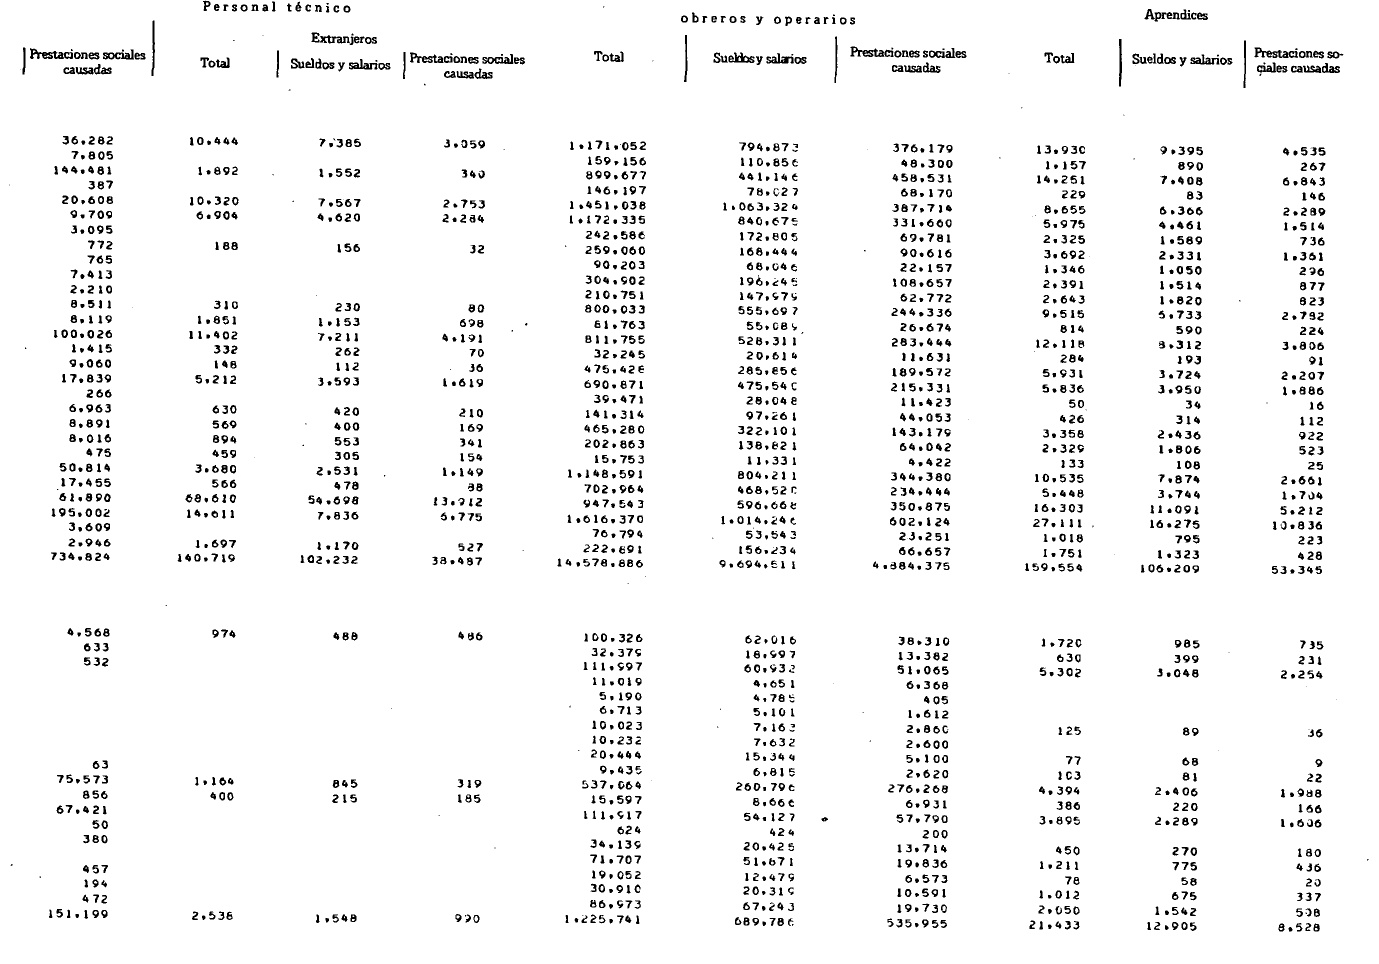 Personal técnico obreros y operarios Aprendices
Extranjeros
Prestaciones sociales causadas Total Sueldos y salarios Prestaciones sociales causadas Total Sueldos y salarios Prestaciones sociales causadas Total Sueldos y salarios Prestaciones so-ciales causadas
36.282 10.444 7.385 3.059 1.171.052 794.873 376.179 13.930 9.395 4.535
7.805 159.156 110.856 48.300 1.157 890 267
144.481 1.892 1.552 340 899.677 441.146 458.531 14.251 7.408 6.843
387 146.197 78.027 68.170 229 83 146
20.608 10.320 7.567 2.753 1.451.038 1.063.324 387.714 8.655 6.366 2.289
9.709 6.904 4.620 2.284 1.172.335 840.675 331.660 5.975 4.461 1.514
3.095 242.586 172.805 69.781 2.325 1.589 736
772 188 156 32 259.060 168.444 90.616 3.692 2.331 1.361
765 90.203 68.046 22.157 1.346 1.050 296
7.413 304.902 196.245 108.657 2.391 1.514 877
2.210 210.751 147.979 62.772 2.643 1.820 823
8.511 310 230 80 800.033 555.697 244.336 9.515 5.733 2.782
8.119 1.851 1.153 698 81.763 55.089 26.674 814 590 224
100.026 11.402 7.211 4.191 811.755 528.311 283.444 12.118 8.312 3.806
1.415 332 262 70 32.245 20.614 11.631 284 193 91
9.060 148 112 36 475.428 285.856 189.572 5.931 3.724 2.207
17.839 5.212 3.593 1.619 690.871 475.540 215.331 5.836 3.950 1.886
266 39.471 28.048 11.423 50 34 16
6.963 630 420 210 141.314 97.261 44.053 426 314 112
8.891 569 400 169 465.280 322.101 143.179 3.358 2.436 922
8.016 894 553 341 202.863 138.821 64.042 2.329 1.806 523
475 459 305 154 15.753 11.331 4.422 133 108 25
50.814 3.680 2.531 1.149 1.148.591 804.211 344.380 10.535 7.874 2.661
17.455 566 478 88 702.964 468.520 234.444 5.448 3.744 1.704
61.890 68.610 54.698 13.912 947.543 596.668 350.875 16.303 11.091 5.212
195.002 14.611 7.836 6.775 1.616.370 1.014.246 602.124 27.111 16.275 10.836
3.609 76.794 53.543 23.251 1.018 795 223
2.946 1.697 1.170 527 222.891 156.234 66.657 1.751 1.323 428
734.824 140.719 102.232 38.487 14.578.886 9.694.511 4.884.375 159.554 106.209 53.345
4.568 974 488 486 100.326 62.016 38.310 1.720 985 735
633 32.379 18.997 13.382 630 399 231
532 111.997 60.932 51.065 5.302 3.048 2.254
11.019 4.651 6.368
5.190 4.785 405
6.713 5.101 1.612
10.023 7.163 2.860 125 89 36
10.232 7.632 2.600
20.444 15.344 5.100 77 68 9
63 9.435 6.815 2.620 103 81 22
75.573 1.164 845 319 537.064 260.796 276.268 4.394 2.406 1.988
856 400 215 185 15.597 8.666 6.931 386 220 166
67.421 111.917 54.127 57.790 3.895 2.289 1.606
50 624 424 200
380 34.139 20.425 13.714 450 270 180
71.707 51.671 19.836 1.211 775 436
457 19.052 12.479 6.573 78 58 20
194 30.910 20.319 10.591 1.012 675 337
472 86.973 67.243 19.730 2.050 1.542 508
151.199 2.538 1.548 990 1.225.741 689.786 535.955 21.433 12.905 8.528